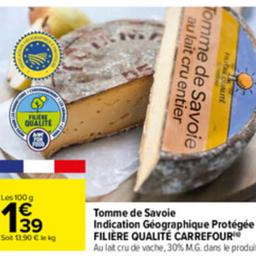 Tomme de Savoie
au lait cru entier
FILIÈRE
QUALITÉ
Les 100 g
1€39
Soit 13,90 € le kg
Tomme de Savoie
Indication Géographique Protégée
FILIÈRE QUALITÉ CARREFOUR
Au lait cru de vache, 30% M.G. dans le produit